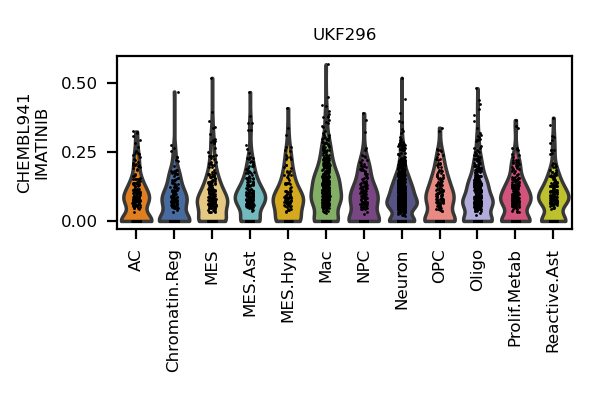 UKF296
CHEMBL941
IMATINIB
0.50
0.25
0.00
AC
Chromatin.Reg
MES
MES.Ast
MES.Hyp
Mac
NPC
Neuron
OPC
Oligo
Prolif.Metab
Reactive.Ast